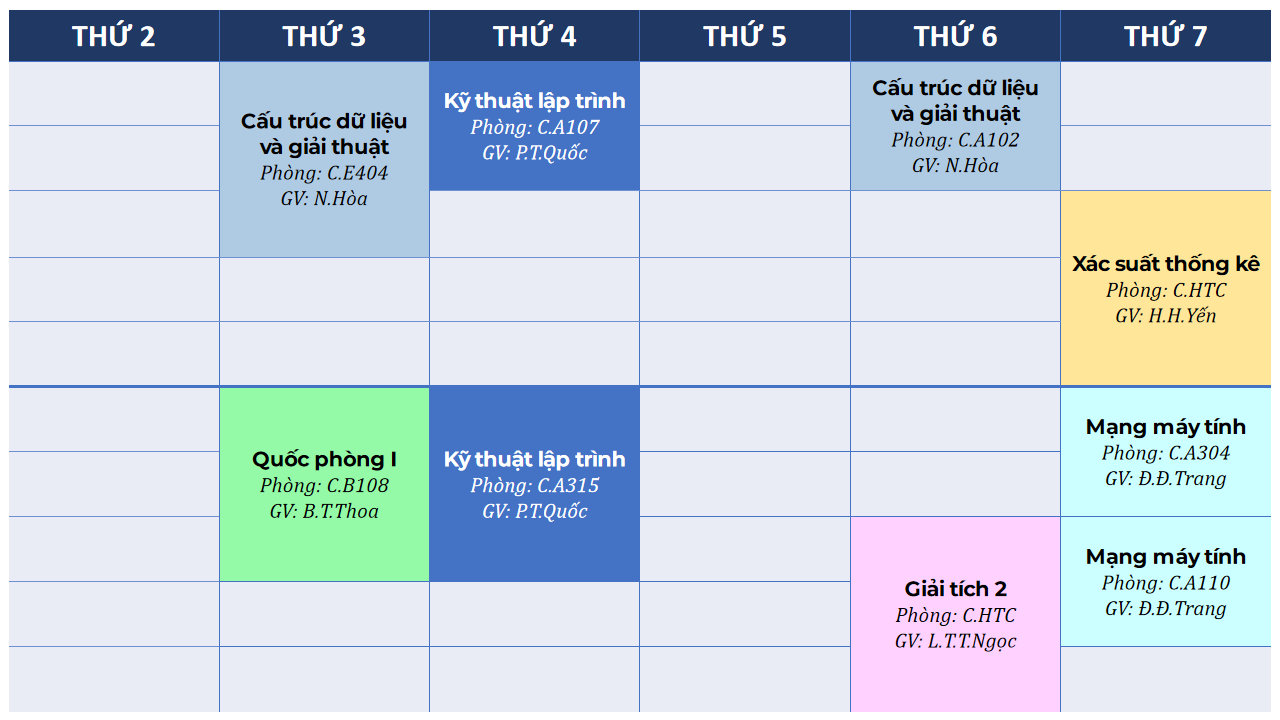 THỨ 2
THỨ 3
THỨ 4
THỨ 5
THỨ 6
THỨ 7
Cấu trúc dữ liệu
và giải thuật
Phòng: C.E404
GV: N.Hòa
Kỹ thuật lập trình
Phòng: C.A107
GV: P.T.Quốc
Cấu trúc dữ liệu
và giải thuật
Phòng: C.A102
GV: N.Hòa
Xác suất thống kê
Phòng: C.HTC
GV: H.H.Yến
Quốc phòng I
Phòng: C.B108
GV: B.T.Thoa
Kỹ thuật lập trình
Phòng: C.A315
GV: P.T.Quốc
Mạng máy tính
Phòng: C.A304
GV: Đ.Đ.Trang
Giải tích 2
Phòng: C.HTC
GV: L.T.T.Ngọc
Mạng máy tính
Phòng: C.A110
GV: Đ.Đ.Trang